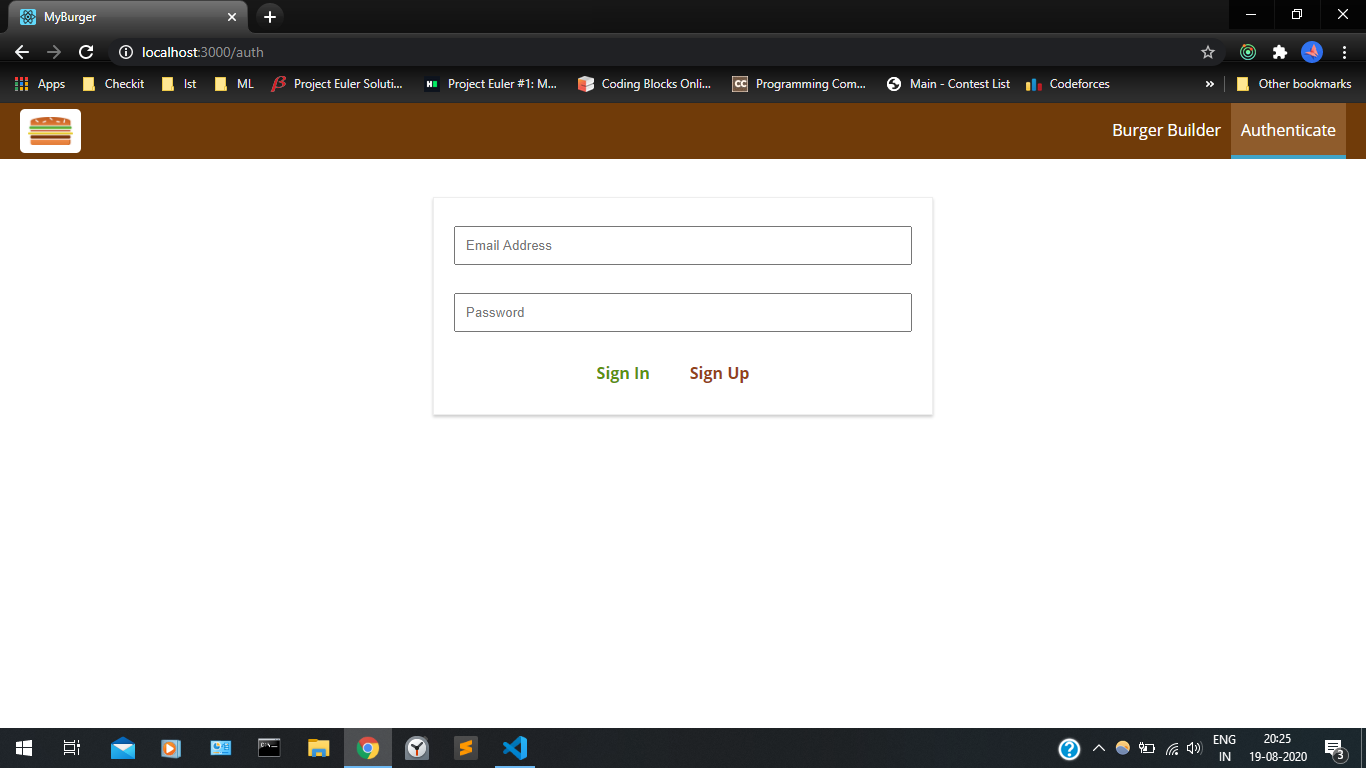 MyBurger
localhost:3000/auth
Apps Checkit Ist ML Project Euler Soluti... Project Euler #1: M... Coding Blocks Onli... CC Programming Com... Main - Contest List Codeforces » Other bookmarks
Burger Builder Authenticate
Email Address
Password
Sign In Sign Up
ENG 20:25
IN 19-08-2020 3